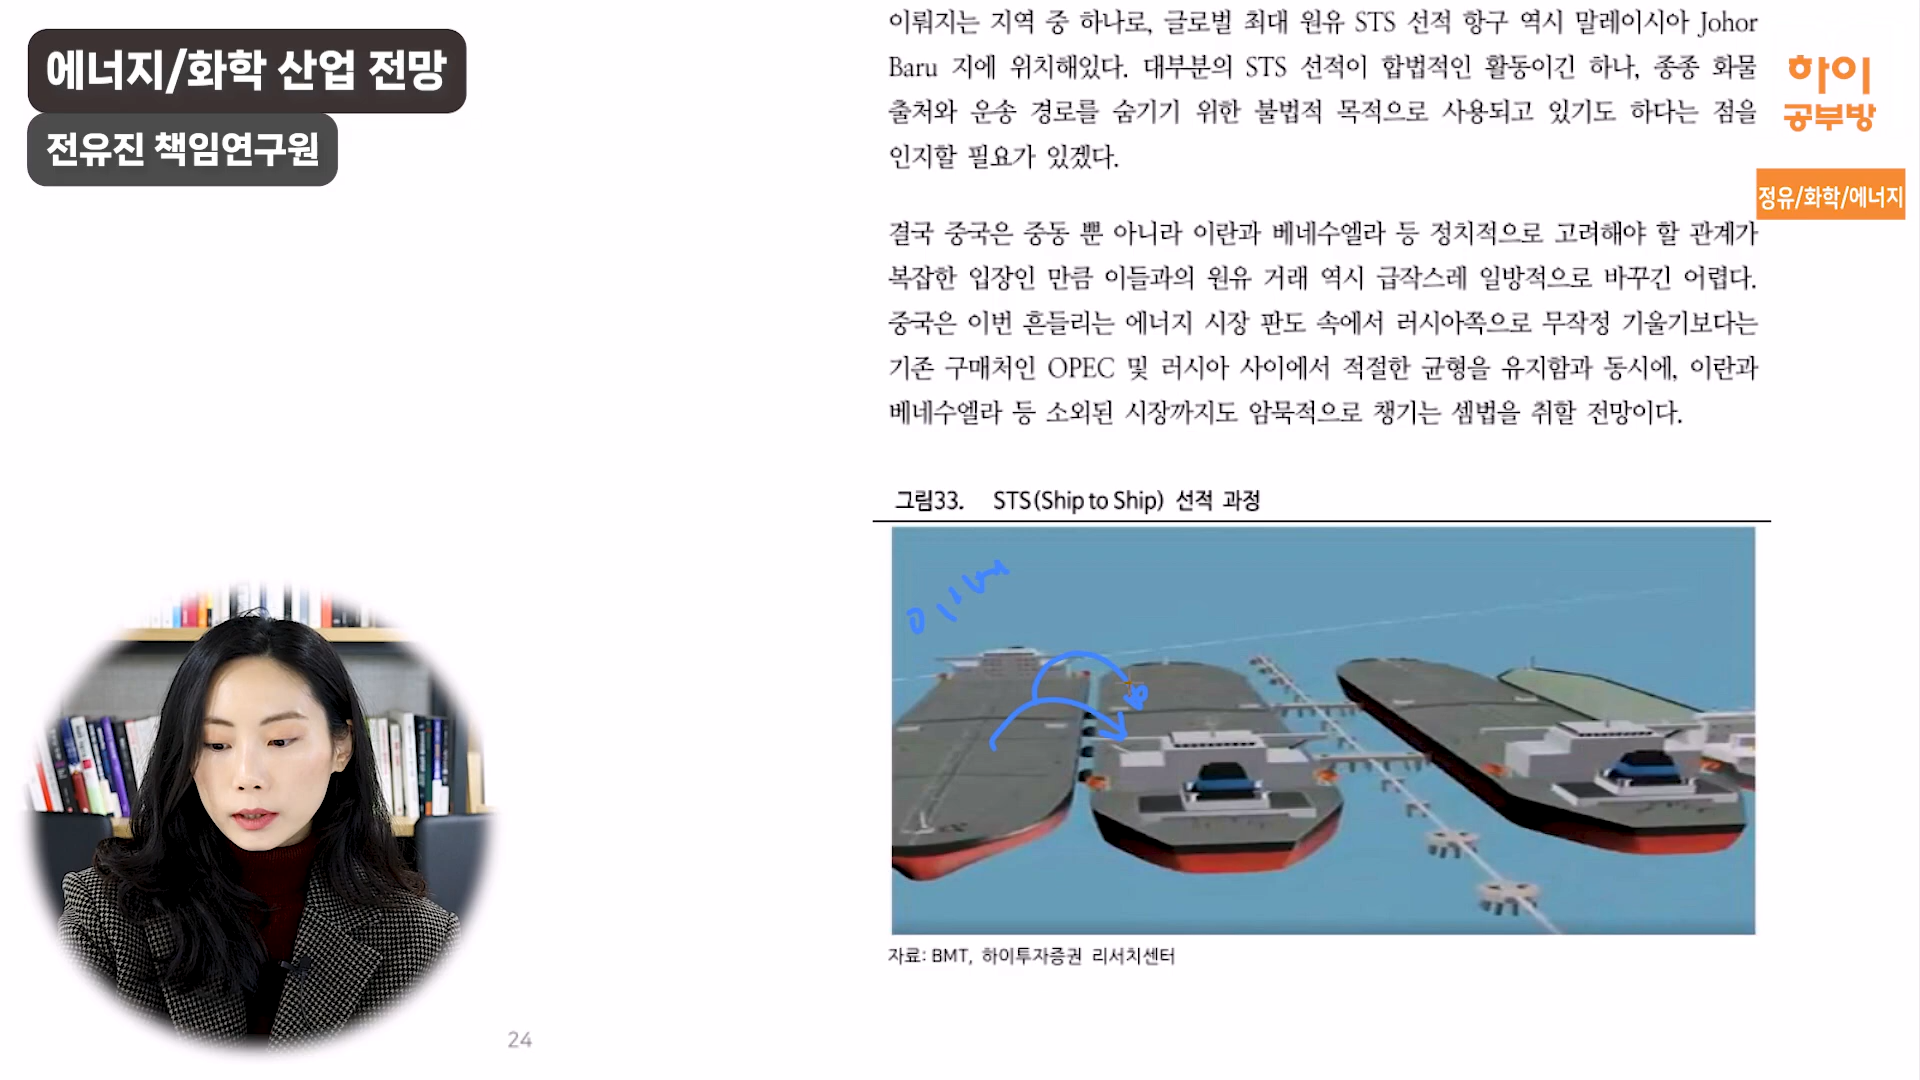 에너지/화학 산업 전망
전유진 책임연구원
하이
공부방
정유/화학/에너지
이뤄지는 지역 중 하나로, 글로벌 최대 원유 STS 선적 항구 역시 말레이시아 Johor
Baru 지에 위치해있다. 대부분의 STS 선적이 합법적인 활동이긴 하나, 종종 화물
출처와 운송 경로를 숨기기 위한 불법적 목적으로 사용되고 있기도 하다는 점을
인지할 필요가 있겠다.
결국 중국은 중동 뿐 아니라 이란과 베네수엘라 등 정치적으로 고려해야 할 관계가
복잡한 입장인 만큼 이들과의 원유 거래 역시 급작스레 일방적으로 바꾸긴 어렵다.
중국은 이번 흔들리는 에너지 시장 판도 속에서 러시아쪽으로 무작정 기울기보다는
기존 구매처인 OPEC 및 러시아 사이에서 적절한 균형을 유지함과 동시에, 이란과
베네수엘라 등 소외된 시장까지도 암묵적으로 챙기는 셈법을 취할 전망이다.
그림33. STS(Ship to Ship) 선적 과정
자료: BMT, 하이투자증권 리서치센터
24